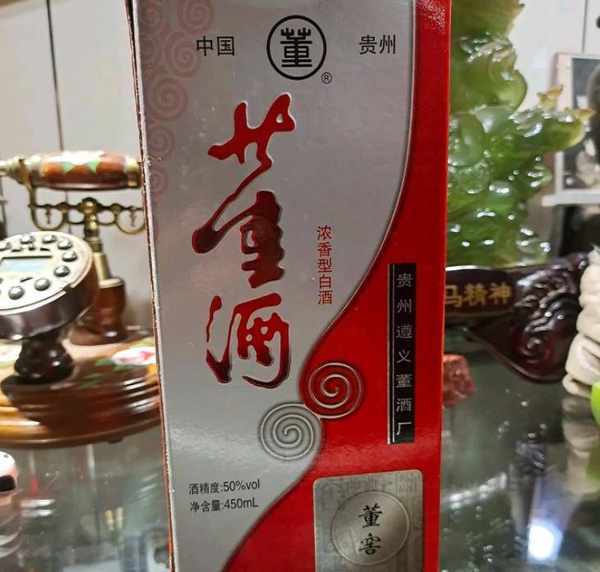 中国 董 贵州
®
董酒
浓香型白酒
贵州遵义董酒厂
马精神
酒精度:50%vol
净含量:450mL
董窖